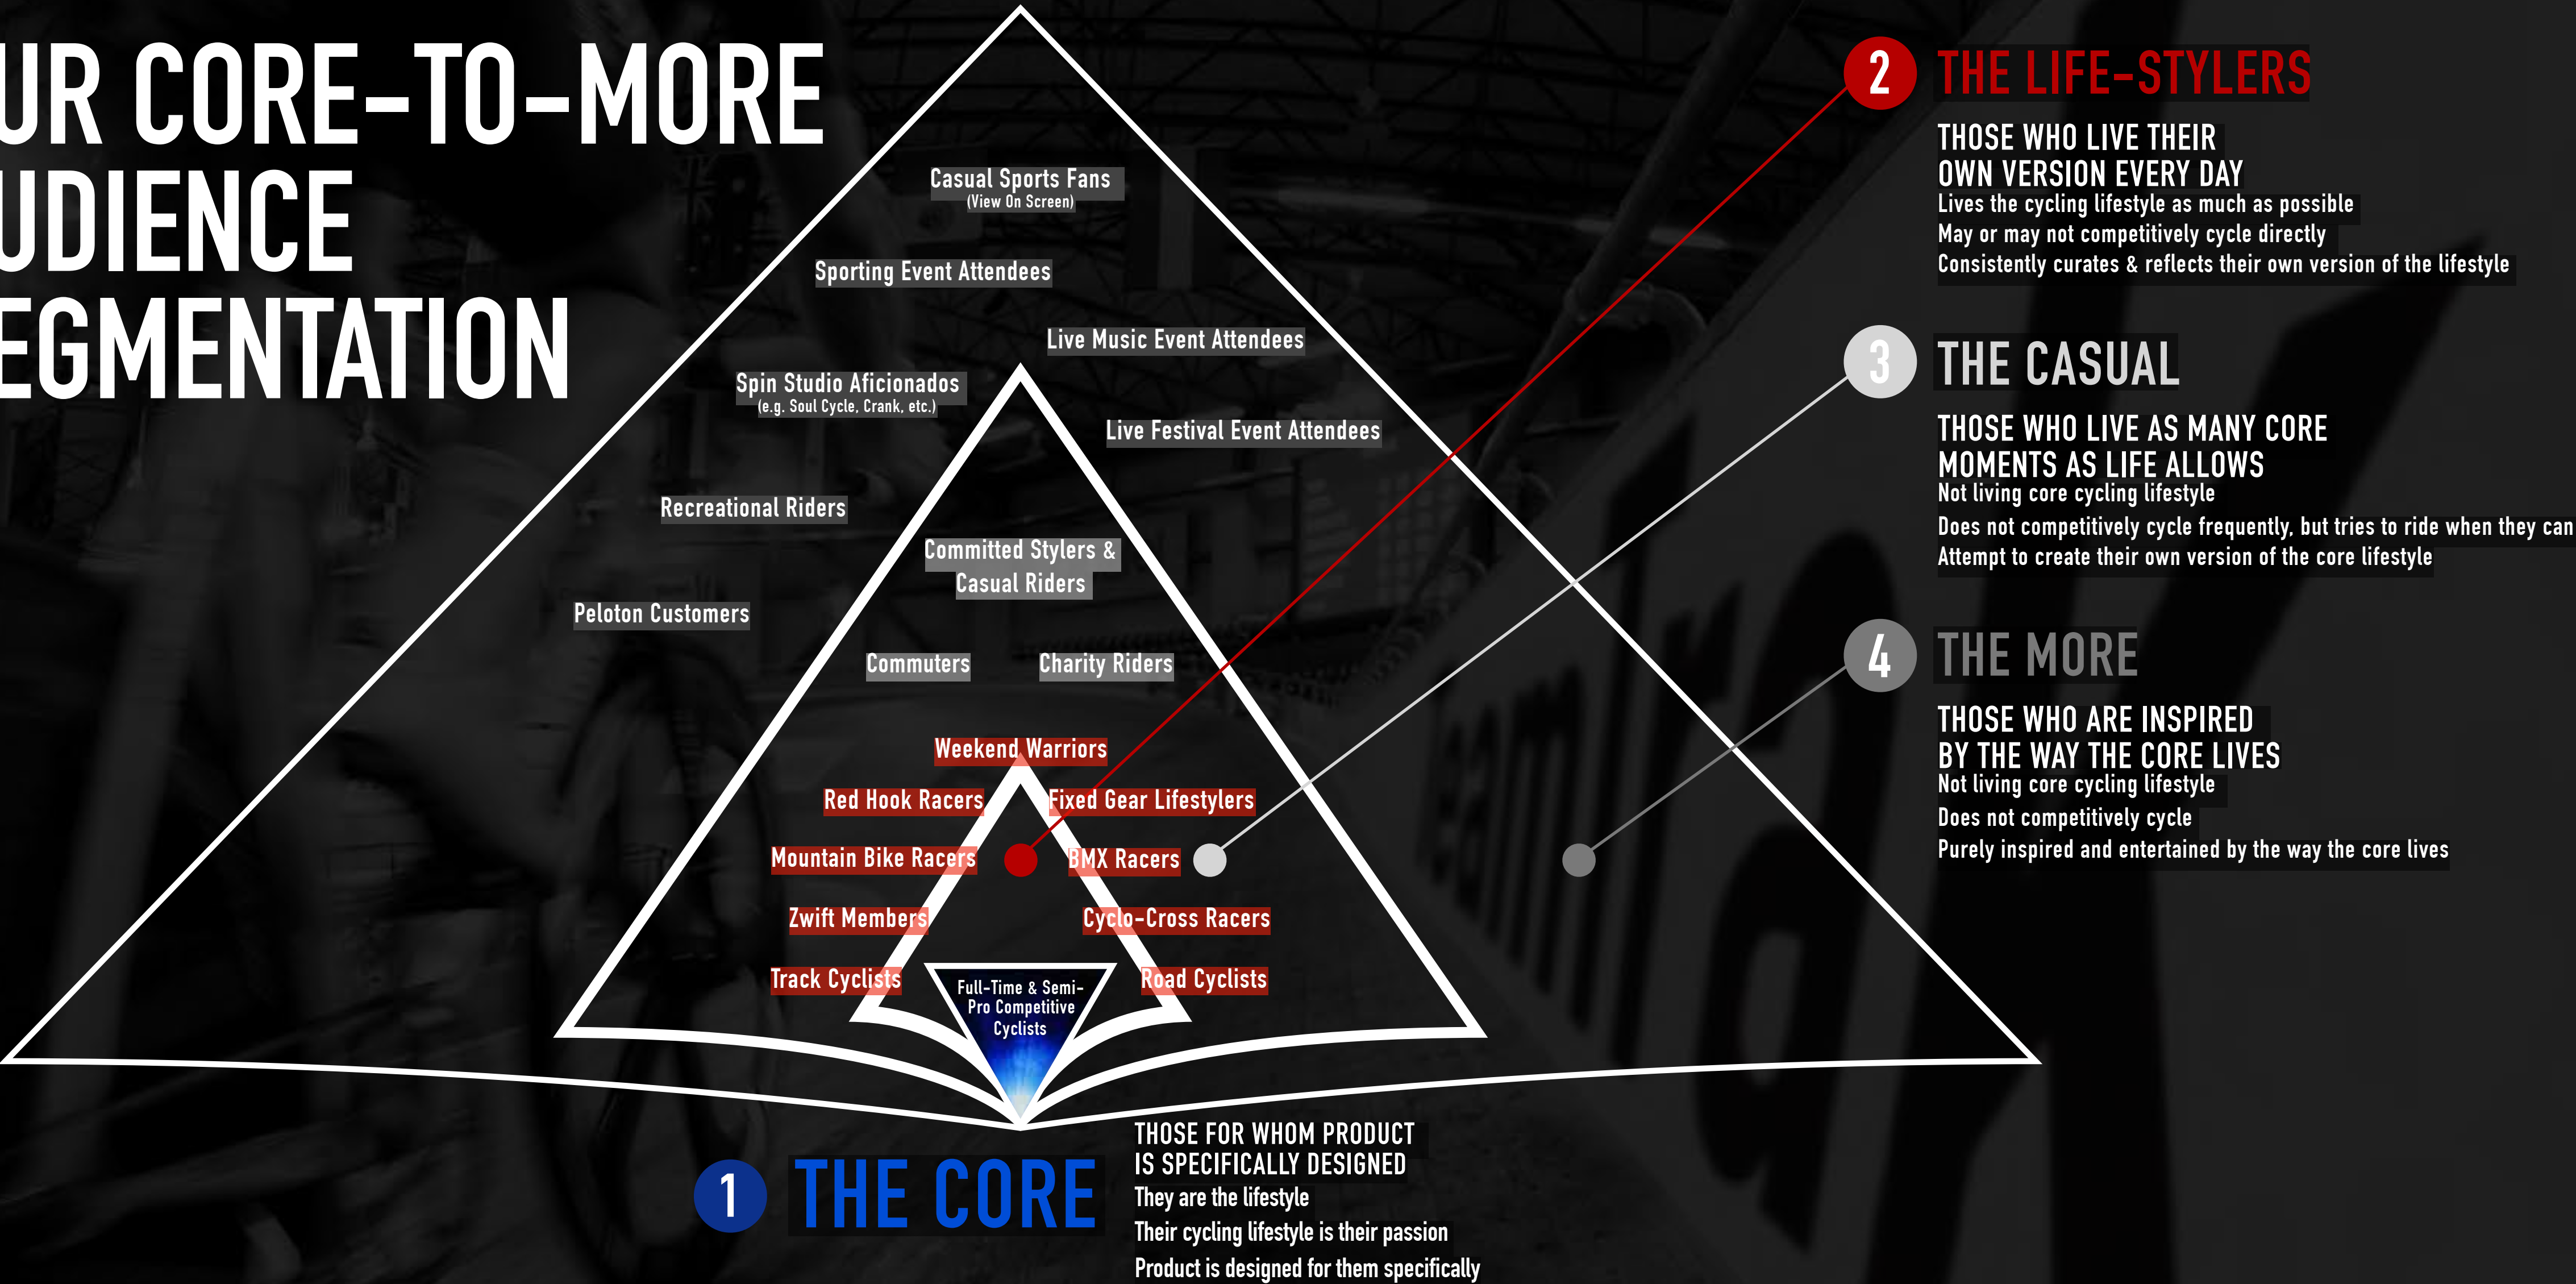 UR CORE-TO-MORE
UDIENCE
EGMENTATION
Casual Sports Fans
(View On Screen)
Sporting Event Attendees
Live Music Event Attendees
Spin Studio Aficionados
(e.g. Soul Cycle, Crank, etc.)
Live Festival Event Attendees
Recreational Riders
Committed Stylers &
Casual Riders
Peloton Customers
Commuters
Charity Riders
Weekend Warriors
Red Hook Racers
Fixed Gear Lifestylers
Mountain Bike Racers
BMX Racers
Zwift Members
Cyclo-Cross Racers
Track Cyclists
Road Cyclists
Full-Time & Semi-
Pro Competitive
Cyclists
1 THE CORE
THOSE FOR WHOM PRODUCT
IS SPECIFICALLY DESIGNED
They are the lifestyle
Their cycling lifestyle is their passion
Product is designed for them specifically
2 THE LIFE-STYLERS
THOSE WHO LIVE THEIR
OWN VERSION EVERY DAY
Lives the cycling lifestyle as much as possible
May or may not competitively cycle directly
Consistently curates & reflects their own version of the lifestyle
3 THE CASUAL
THOSE WHO LIVE AS MANY CORE
MOMENTS AS LIFE ALLOWS
Not living core cycling lifestyle
Does not competitively cycle frequently, but tries to ride when they can
Attempt to create their own version of the core lifestyle
4 THE MORE
THOSE WHO ARE INSPIRED
BY THE WAY THE CORE LIVES
Not living core cycling lifestyle
Does not competitively cycle
Purely inspired and entertained by the way the core lives